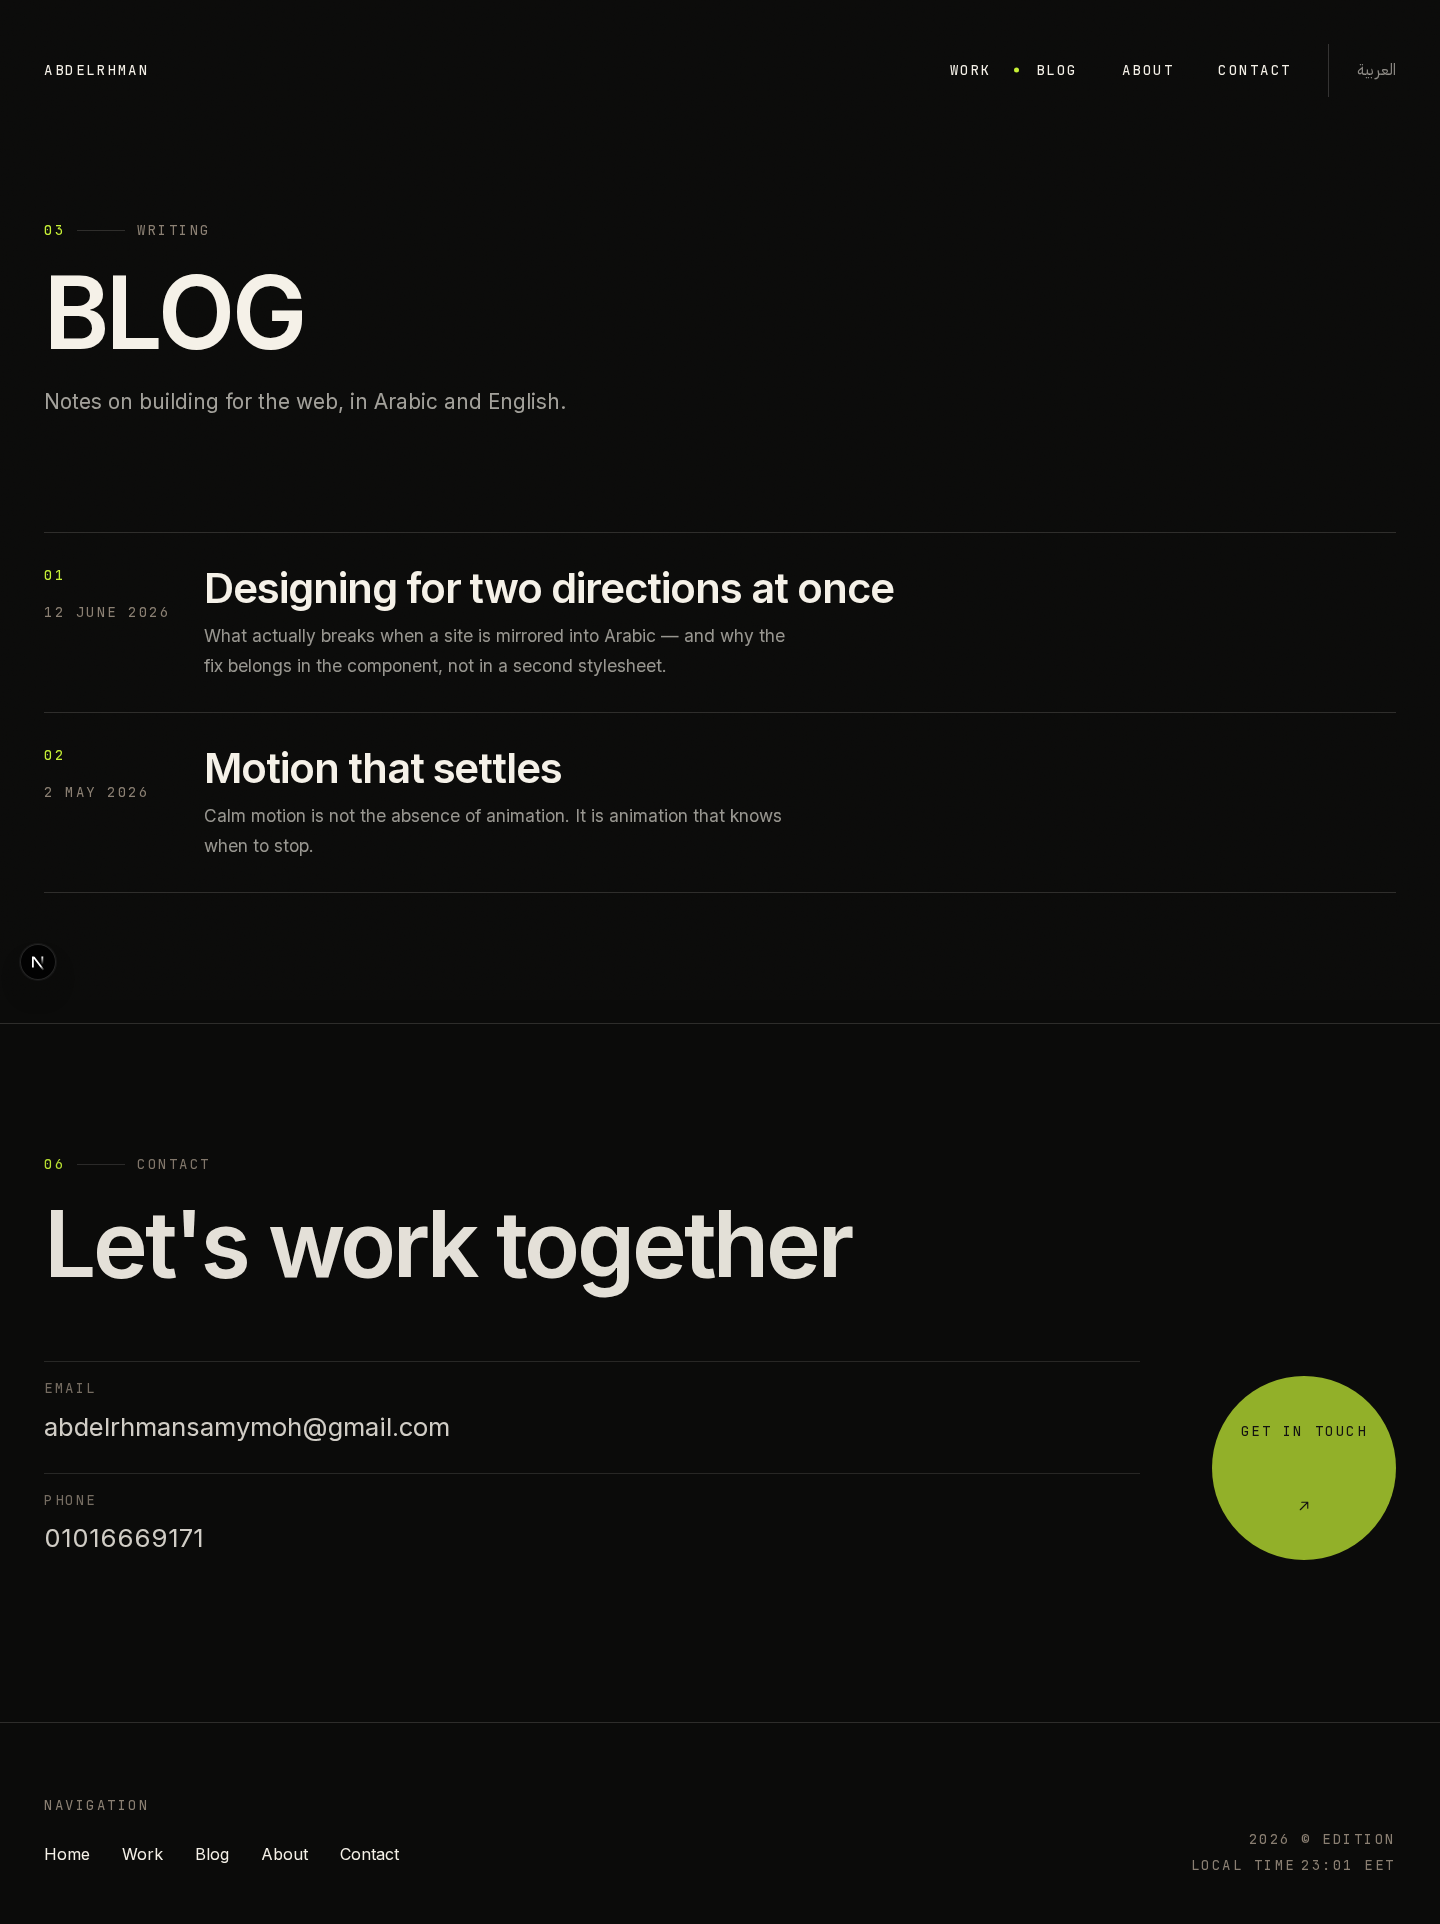 ABDELRHMAN
WORK BLOG ABOUT CONTACT العربية
03 WRITING
BLOG
Notes on building for the web, in Arabic and English.
01
12 JUNE 2026
Designing for two directions at once
What actually breaks when a site is mirrored into Arabic — and why the
fix belongs in the component, not in a second stylesheet.
02
2 MAY 2026
Motion that settles
Calm motion is not the absence of animation. It is animation that knows
when to stop.
N
06 CONTACT
Let's work together
EMAIL
abdelrhmansamymoh@gmail.com
PHONE
01016669171
GET IN TOUCH
↗
NAVIGATION
Home Work Blog About Contact
2026 © EDITION
LOCAL TIME 23:01 EET